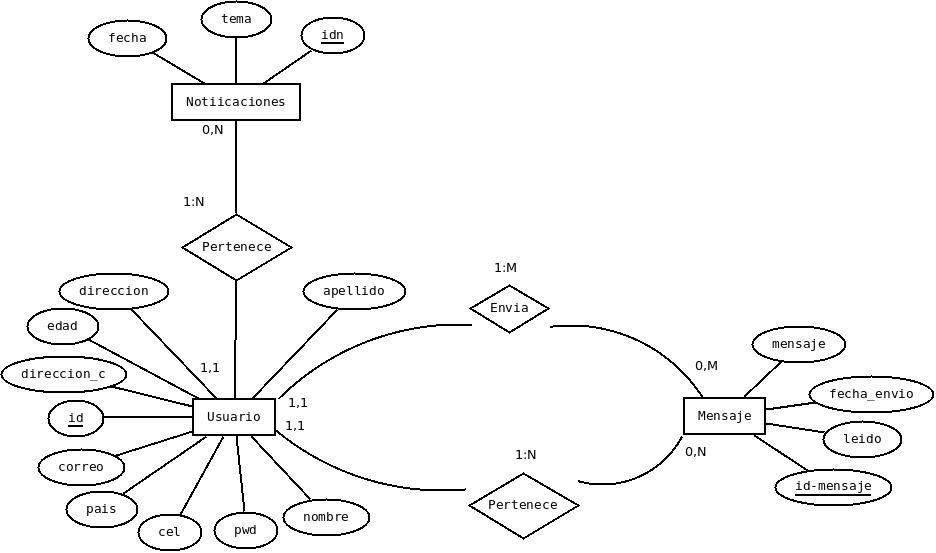 tema
fecha
idn
Notiicaciones
0,N
1:N
Pertenece
1:M
direccion
apellido
Envia
edad
mensaje
direccion_c
1,1
0,M
fecha_envio
1,1
id
Usuario
Mensaje
1,1
leido
0,N
1:N
correo
id-mensaje
pais
Pertenece
nombre
cel
pwd